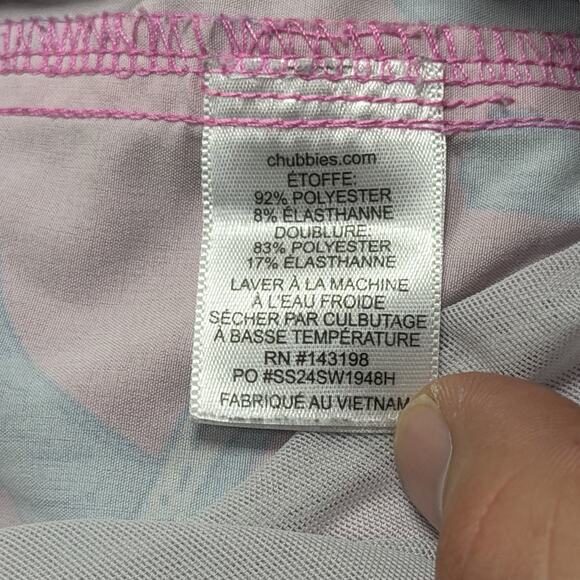 chubbies.com
ÉTOFFE:
92% POLYESTER
8% ÉLASTHANNE
DOUBLURE:
83% POLYESTER
17% ÉLASTHANNE
LAVER À LA MACHINE
À L'EAU FROIDE
SÉCHER PAR CULBUTAGE
À BASSE TEMPÉRATURE
RN #143198
PO #SS24SW1948H
FABRIQUÉ AU VIETNAM